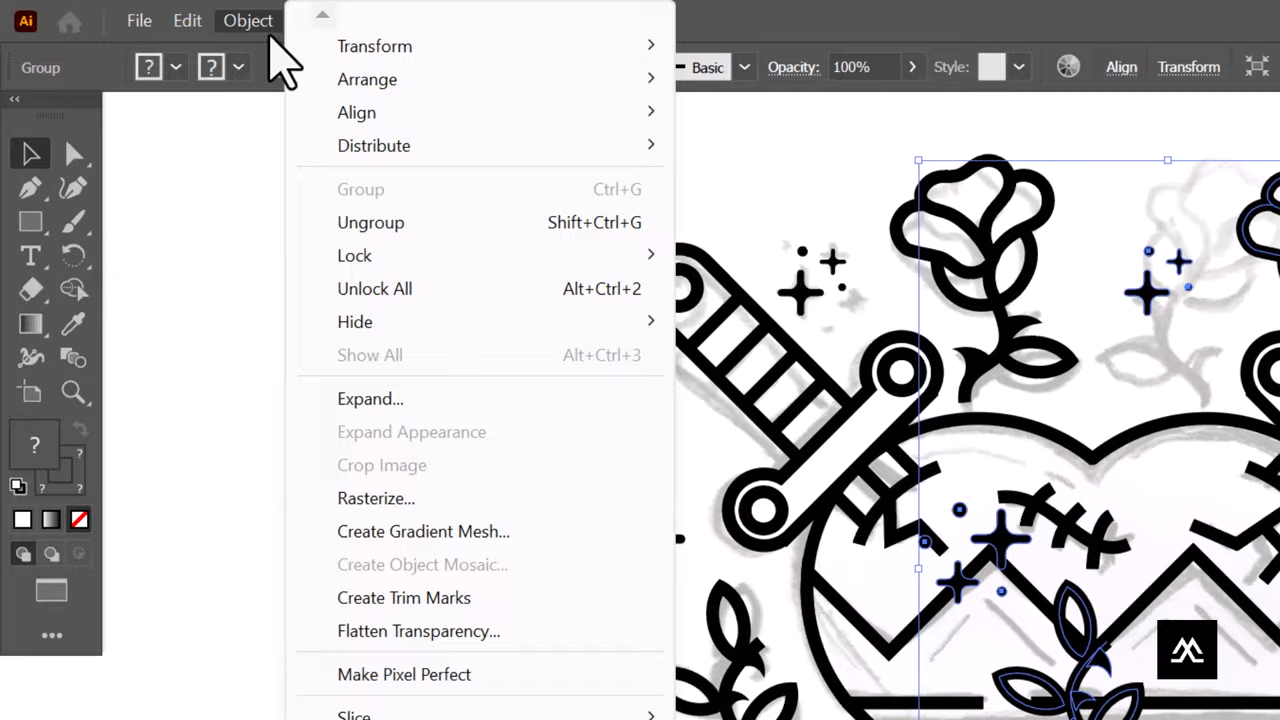 Ai File Edit Object
Group ? ? Basic Opacity: 100% Style: Align Transform
Transform
Arrange
Align
Distribute
Group Ctrl+G
Ungroup Shift+Ctrl+G
Lock
Unlock All Alt+Ctrl+2
Hide
Show All Alt+Ctrl+3
Expand...
Expand Appearance
Crop Image
Rasterize...
Create Gradient Mesh...
Create Object Mosaic...
Create Trim Marks
Flatten Transparency...
Make Pixel Perfect
Slice
T
? ?
? ?